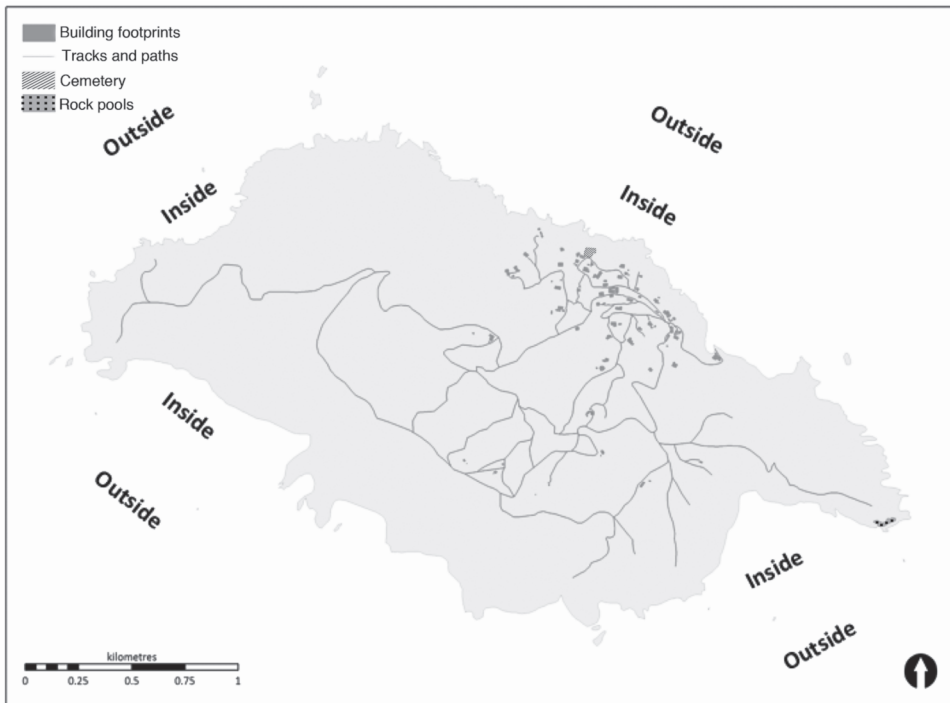 Building footprints
Tracks and paths
Cemetery
Rock pools
Outside
Outside
Inside
Inside
Inside
Outside
Inside
Outside
kilometres
0 0.25 0.5 0.75 1